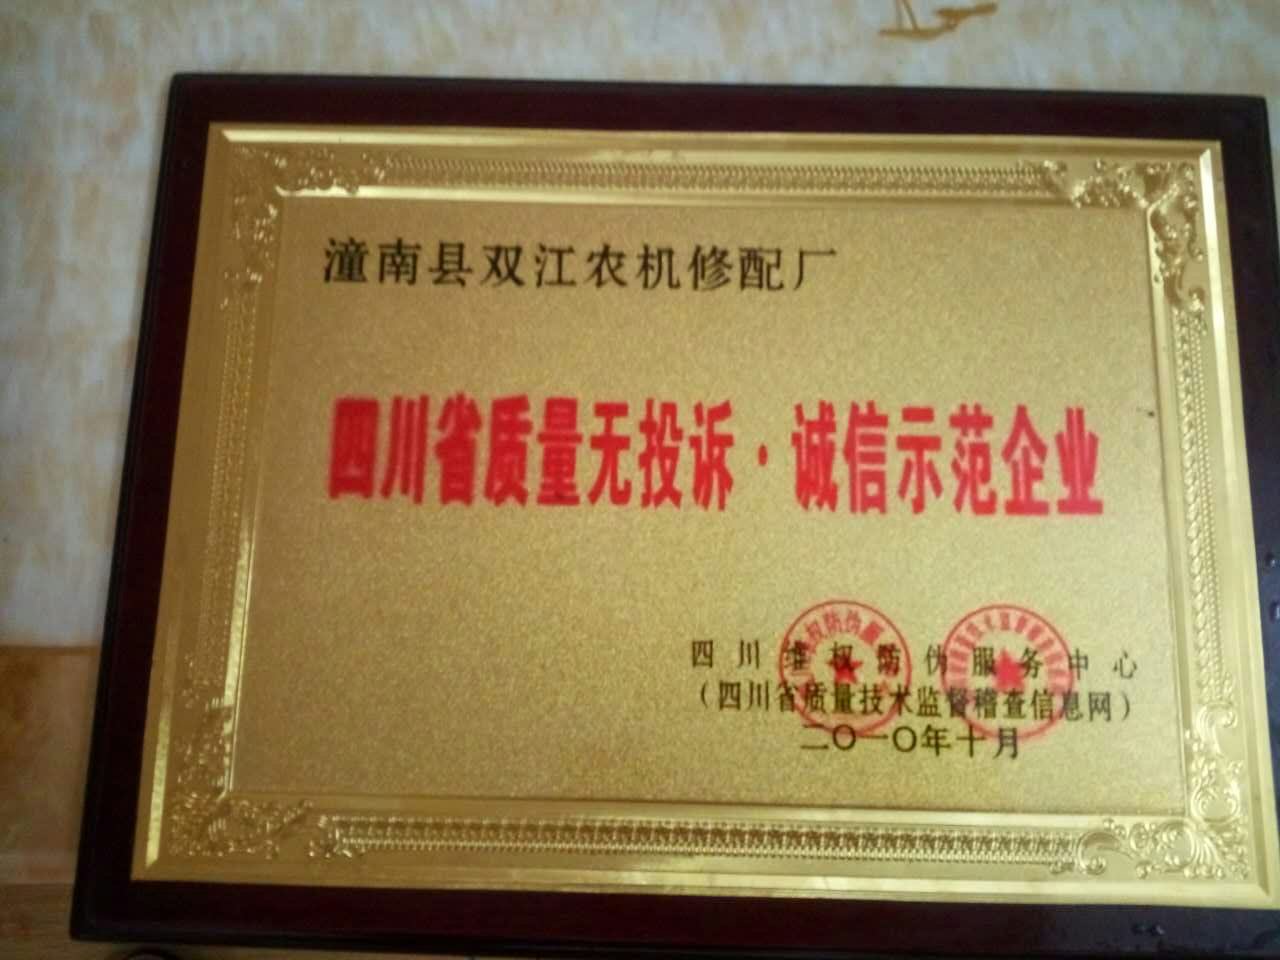 潼南县双江农机修配厂
四川省质量无投诉·诚信示范企业
四川维权防伪服务中心
（四川省质量技术监督稽查信息网）
二〇一〇年十月